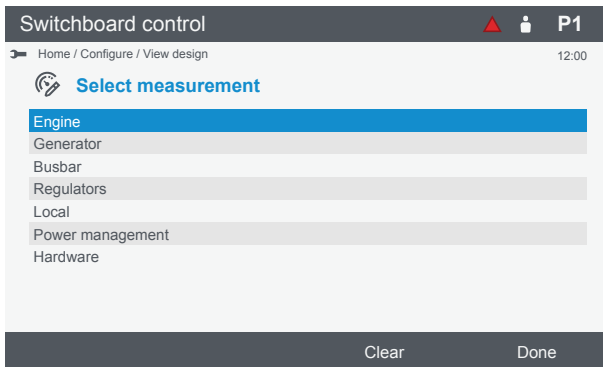 Switchboard control P1
Home / Configure / View design 12:00
Select measurement
Engine
Generator
Busbar
Regulators
Local
Power management
Hardware
Clear Done